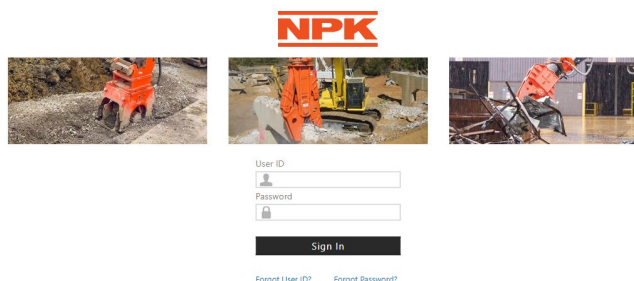 NPK
User ID
Password
Sign In
Forgot User ID? Forgot Password?